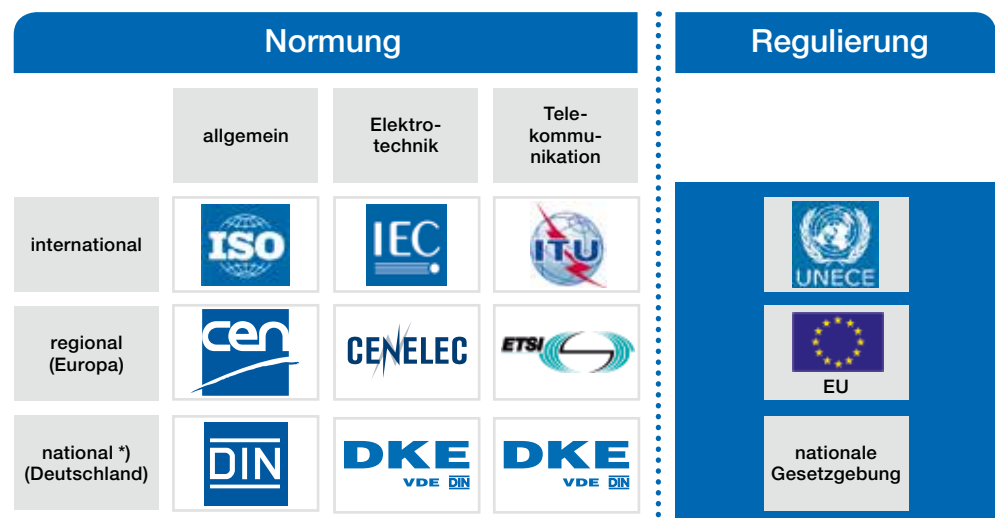 Normung
Regulierung
allgemein
Elektro-
technik
Tele-
kommu-
nikation
international
ISO
IEC
ITU
UNECE
regional
(Europa)
cen
CENELEC
ETSI
EU
national *)
(Deutschland)
DIN
DKE
VDE DIN
DKE
VDE DIN
nationale
Gesetzgebung